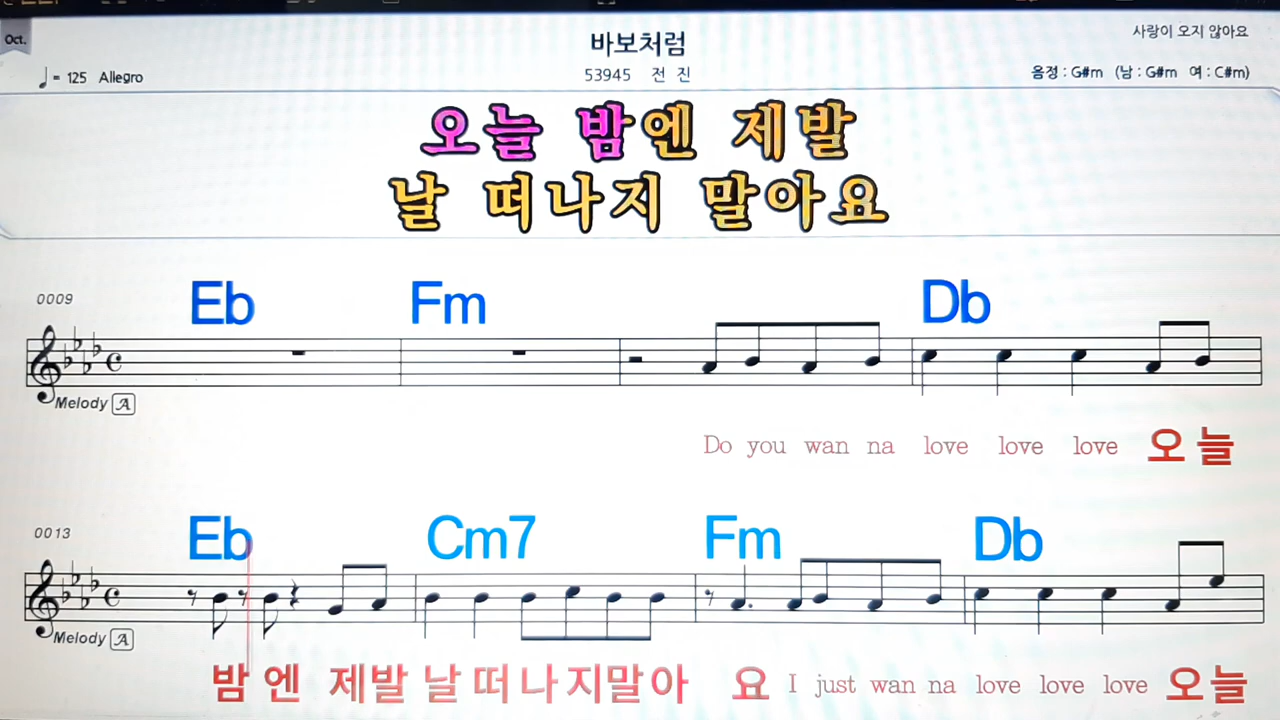 Oct.
바보처럼
사랑이 오지 않아요
♩= 125 Allegro
53945 전 진
음정 : G#m (남 : G#m 여 : C#m)
오늘 밤엔 제발
날 떠나지 말아요
0009
Eb Fm Db
Melody A
Do you wan na love love love 오늘
0013
Eb Cm7 Fm Db
Melody A
밤 엔 제발 날 떠 나 지말아 요 I just wan na love love love 오늘